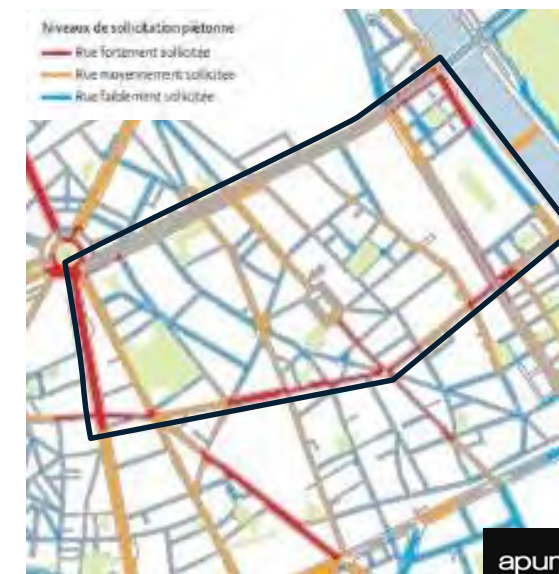 Niveaux de sollicitation piétonne
Rue fortement sollicitée
Rue moyennement sollicitée
Rue faiblement sollicitée
apur